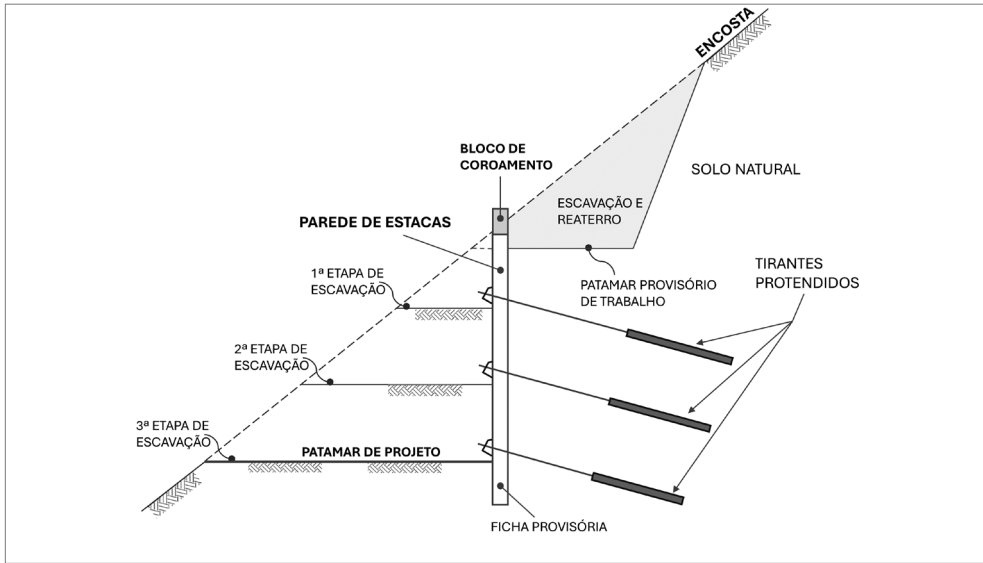 ENCOSTA
BLOCO DE
COROAMENTO
SOLO NATURAL
ESCAVAÇÃO E
REATERRO
PAREDE DE ESTACAS
TIRANTES
PROTENDIDOS
1ª ETAPA DE
ESCAVAÇÃO
PATAMAR PROVISÓRIO
DE TRABALHO
2ª ETAPA DE
ESCAVAÇÃO
3ª ETAPA DE
ESCAVAÇÃO
PATAMAR DE PROJETO
FICHA PROVISÓRIA